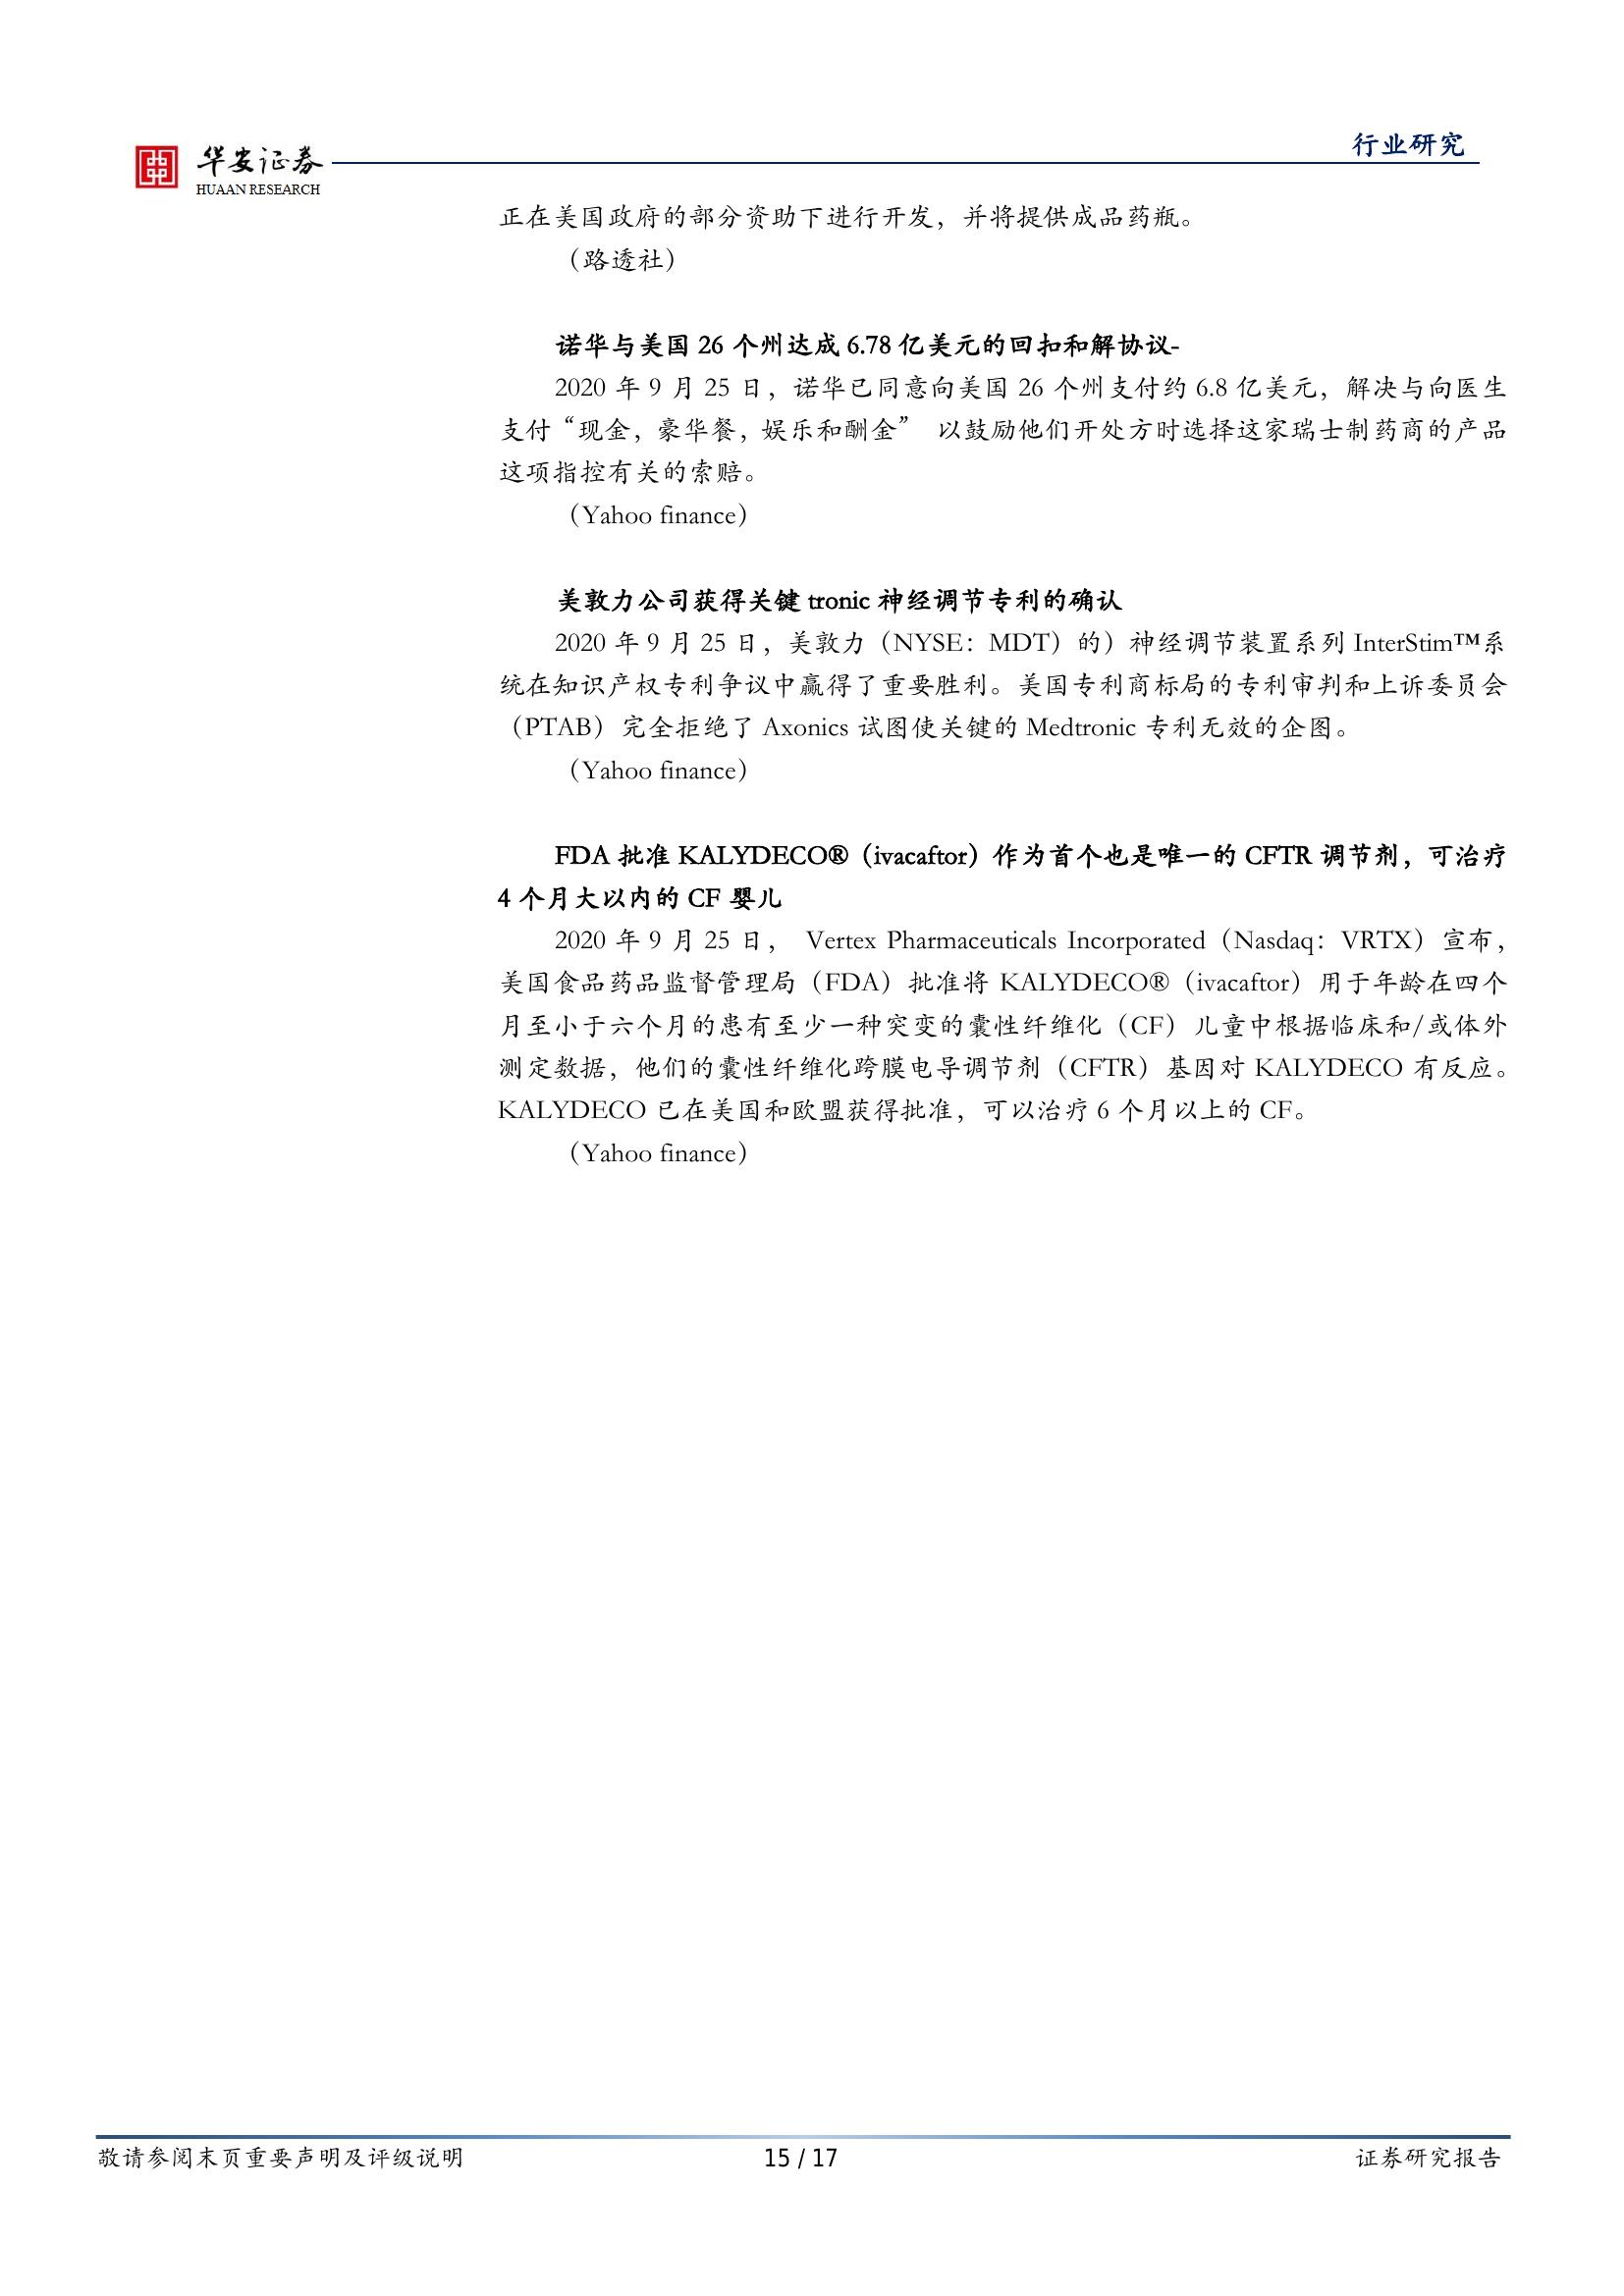 华安证券
HUAAN RESEARCH
行业研究
正在美国政府的部分资助下进行开发，并将提供成品药瓶。
（路透社）
诺华与美国 26 个州达成 6.78 亿美元的回扣和解协议-
2020 年 9 月 25 日，诺华已同意向美国 26 个州支付约 6.8 亿美元，解决与向医生
支付“现金，豪华餐，娱乐和酬金” 以鼓励他们开处方时选择这家瑞士制药商的产品
这项指控有关的索赔。
（Yahoo finance）
美敦力公司获得关键 tronic 神经调节专利的确认
2020 年 9 月 25 日，美敦力（NYSE：MDT）的）神经调节装置系列 InterStim™系
统在知识产权专利争议中赢得了重要胜利。美国专利商标局的专利审判和上诉委员会
（PTAB）完全拒绝了 Axonics 试图使关键的 Medtronic 专利无效的企图。
（Yahoo finance）
FDA 批准 KALYDECO®（ivacaftor）作为首个也是唯一的 CFTR 调节剂，可治疗
4 个月大以内的 CF 婴儿
2020 年 9 月 25 日， Vertex Pharmaceuticals Incorporated（Nasdaq：VRTX）宣布，
美国食品药品监督管理局（FDA）批准将 KALYDECO®（ivacaftor）用于年龄在四个
月至小于六个月的患有至少一种突变的囊性纤维化（CF）儿童中根据临床和/或体外
测定数据，他们的囊性纤维化跨膜电导调节剂（CFTR）基因对 KALYDECO 有反应。
KALYDECO 已在美国和欧盟获得批准，可以治疗 6 个月以上的 CF。
（Yahoo finance）
敬请参阅末页重要声明及评级说明
15 / 17
证券研究报告